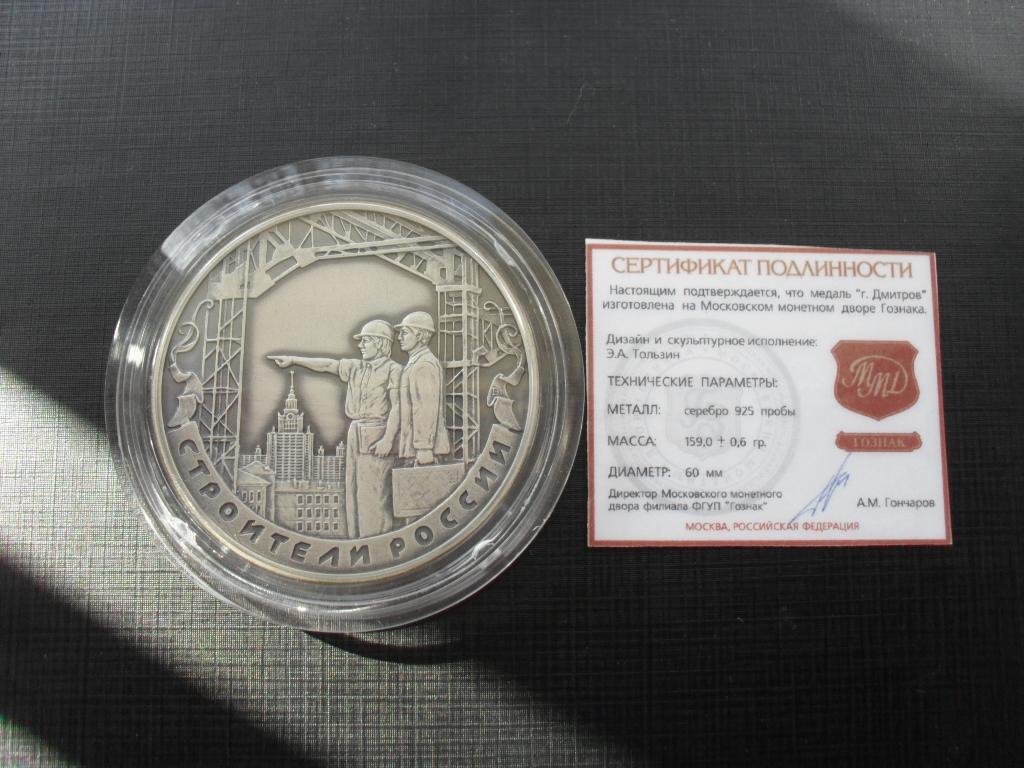 СТРОИТЕЛИ РОССИИ
СЕРТИФИКАТ ПОДЛИННОСТИ
Настоящим подтверждается, что медаль "г. Дмитров"
изготовлена на Московском монетном дворе Гознака.
Дизайн и скульптурное исполнение:
Э.А. Тользин
ТЕХНИЧЕСКИЕ ПАРАМЕТРЫ:
МЕТАЛЛ: серебро 925 пробы
МАССА: 159,0 ± 0,6 гр.
ДИАМЕТР: 60 мм
ММД
ГОЗНАК
Директор Московского монетного
двора филиала ФГУП "Гознак"
А.М. Гончаров
МОСКВА, РОССИЙСКАЯ ФЕДЕРАЦИЯ